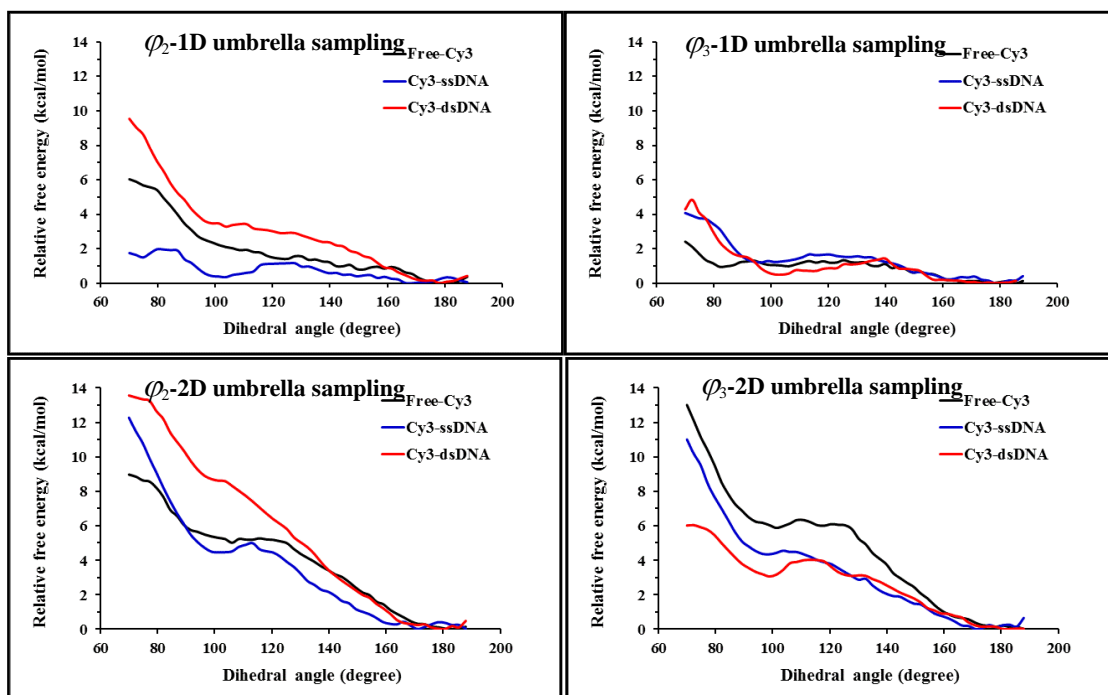 φ2-1D umbrella sampling
14
12
10
8
6
4
2
0
Relative free energy (kcal/mol)
Free-Cy3
Cy3-ssDNA
Cy3-dsDNA
60 80 100 120 140 160 180 200
Dihedral angle (degree)
φ3-1D umbrella sampling
14
12
10
8
6
4
2
0
Relative free energy (kcal/mol)
Free-Cy3
Cy3-ssDNA
Cy3-dsDNA
60 80 100 120 140 160 180 200
Dihedral angle (degree)
φ2-2D umbrella sampling
14
12
10
8
6
4
2
0
Relative free energy (kcal/mol)
Free-Cy3
Cy3-ssDNA
Cy3-dsDNA
60 80 100 120 140 160 180 200
Dihedral angle (degree)
φ3-2D umbrella sampling
14
12
10
8
6
4
2
0
Relative free energy (kcal/mol)
Free-Cy3
Cy3-ssDNA
Cy3-dsDNA
60 80 100 120 140 160 180 200
Dihedral angle (degree)